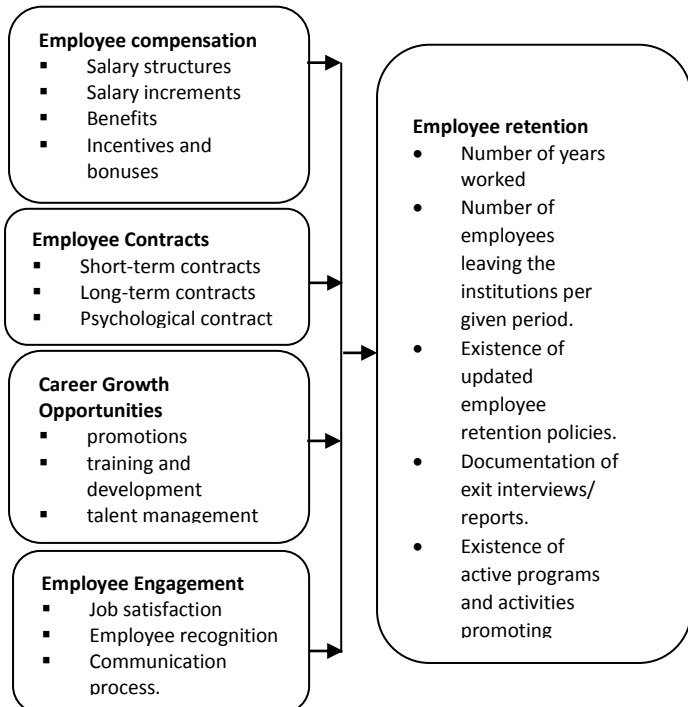 Employee compensation
▪ Salary structures
▪ Salary increments
▪ Benefits
▪ Incentives and
bonuses
Employee Contracts
▪ Short-term contracts
▪ Long-term contracts
▪ Psychological contract
Career Growth
Opportunities
▪ promotions
▪ training and
development
▪ talent management
Employee Engagement
▪ Job satisfaction
▪ Employee recognition
▪ Communication
process.
Employee retention
• Number of years
worked
• Number of
employees
leaving the
institutions per
given period.
• Existence of
updated
employee
retention policies.
• Documentation of
exit interviews/
reports.
• Existence of
active programs
and activities
promoting